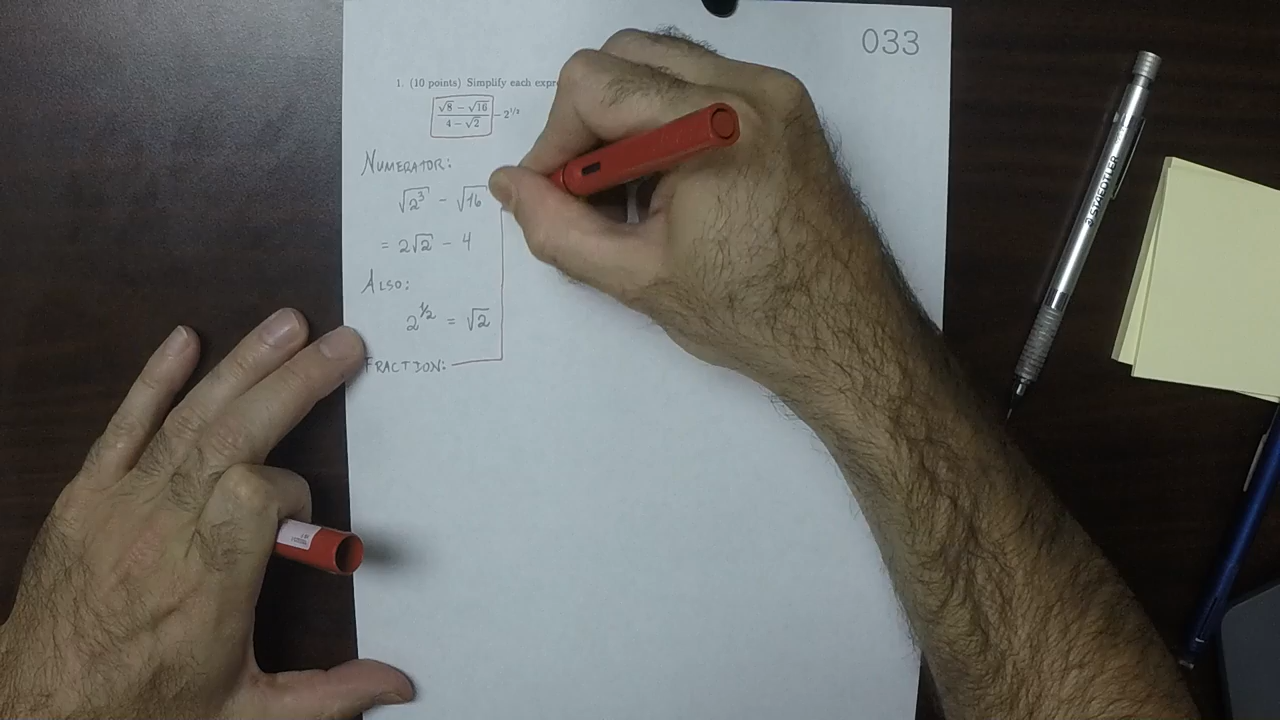 033
1. (10 points) Simplify each expr
(√8 − √16)/(4 − √2) − 2^{1/2}
NUMERATOR:
√2³ − √16
= 2√2 − 4
ALSO:
2^{1/2} = √2
FRACTION:
STAEDTLER